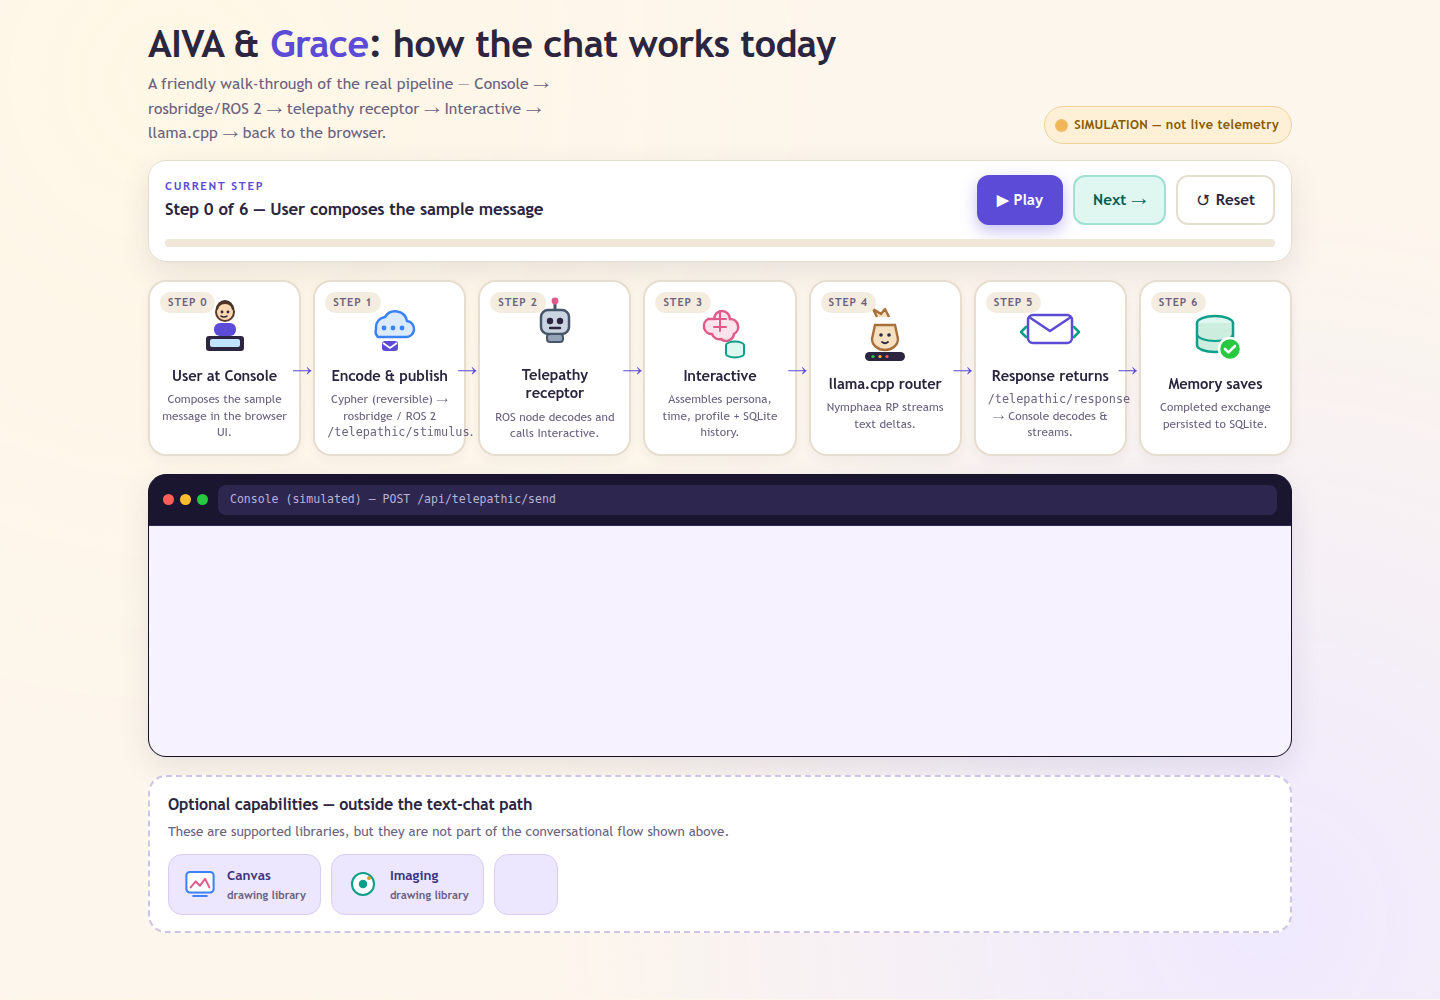 AIVA & Grace: how the chat works today
A friendly walk-through of the real pipeline — Console →
rosbridge/ROS 2 → telepathy receptor → Interactive →
llama.cpp → back to the browser.
SIMULATION — not live telemetry
CURRENT STEP
Step 0 of 6 — User composes the sample message
▶ Play
Next →
↺ Reset
STEP 0
User at Console
Composes the sample
message in the browser
UI.
→
STEP 1
Encode & publish
Cypher (reversible) →
rosbridge / ROS 2
/telepathic/stimulus.
→
STEP 2
Telepathy
receptor
ROS node decodes and
calls Interactive.
→
STEP 3
Interactive
Assembles persona,
time, profile + SQLite
history.
→
STEP 4
llama.cpp router
Nymphaea RP streams
text deltas.
→
STEP 5
Response returns
/telepathic/response
→ Console decodes &
streams.
→
STEP 6
Memory saves
Completed exchange
persisted to SQLite.
Console (simulated) — POST /api/telepathic/send
Optional capabilities — outside the text-chat path
These are supported libraries, but they are not part of the conversational flow shown above.
Canvas
drawing library
Imaging
drawing library